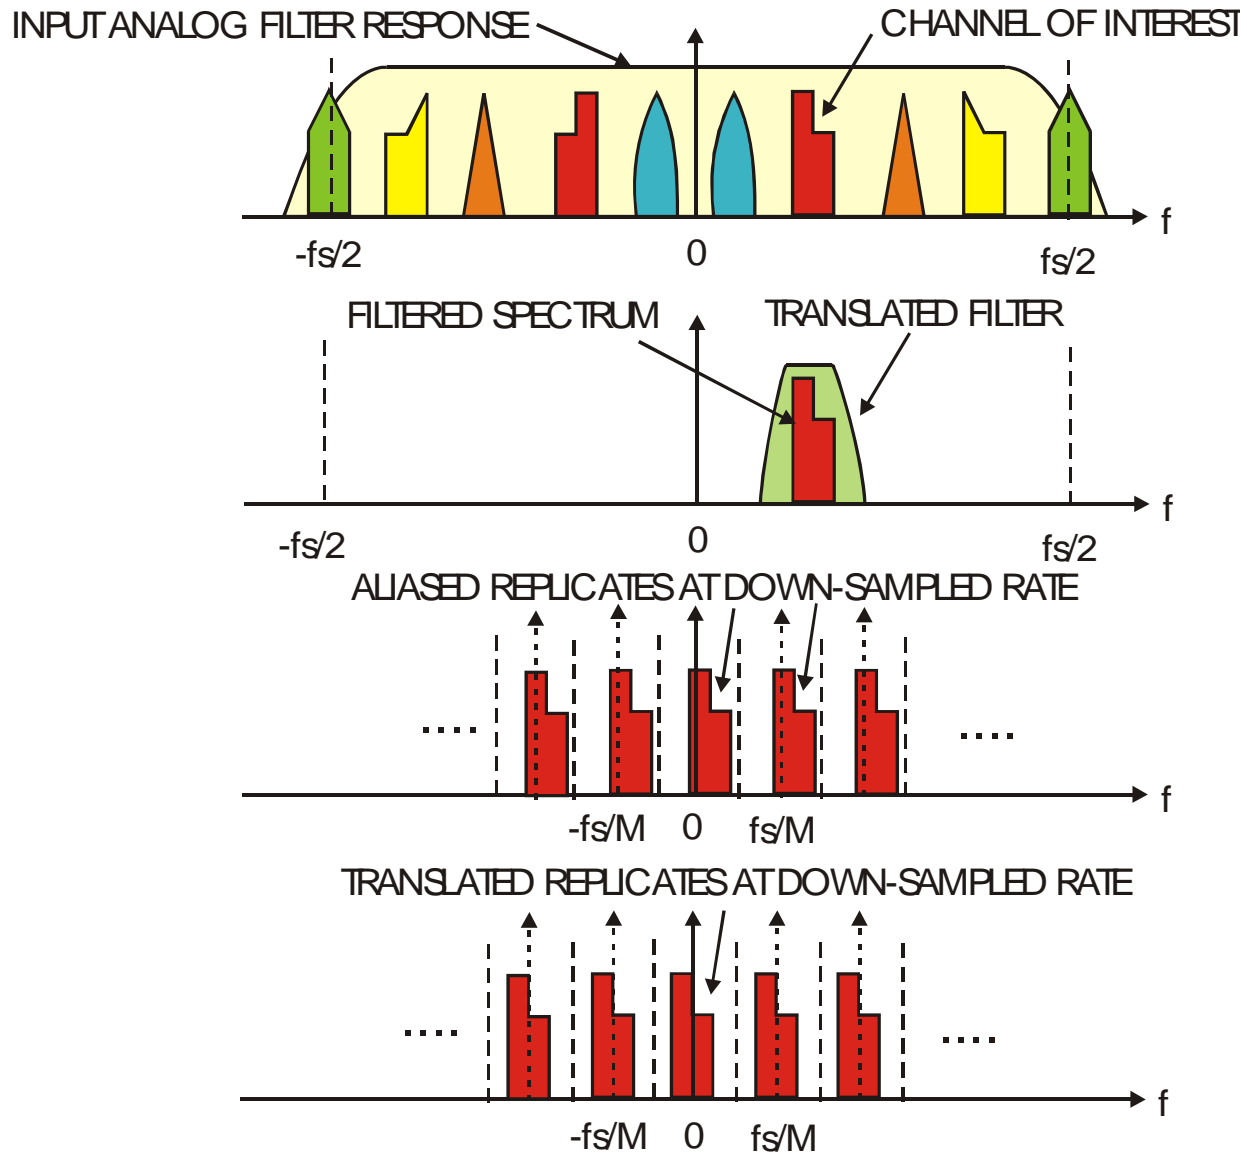 INPUT ANALOG FILTER RESPONSE
CHANNEL OF INTEREST
f
-fs/2 0 fs/2
FILTERED SPECTRUM TRANSLATED FILTER
f
-fs/2 0 fs/2
ALIASED REPLICATES AT DOWN-SAMPLED RATE
f
-fs/M 0 fs/M
TRANSLATED REPLICATES AT DOWN-SAMPLED RATE
f
-fs/M 0 fs/M